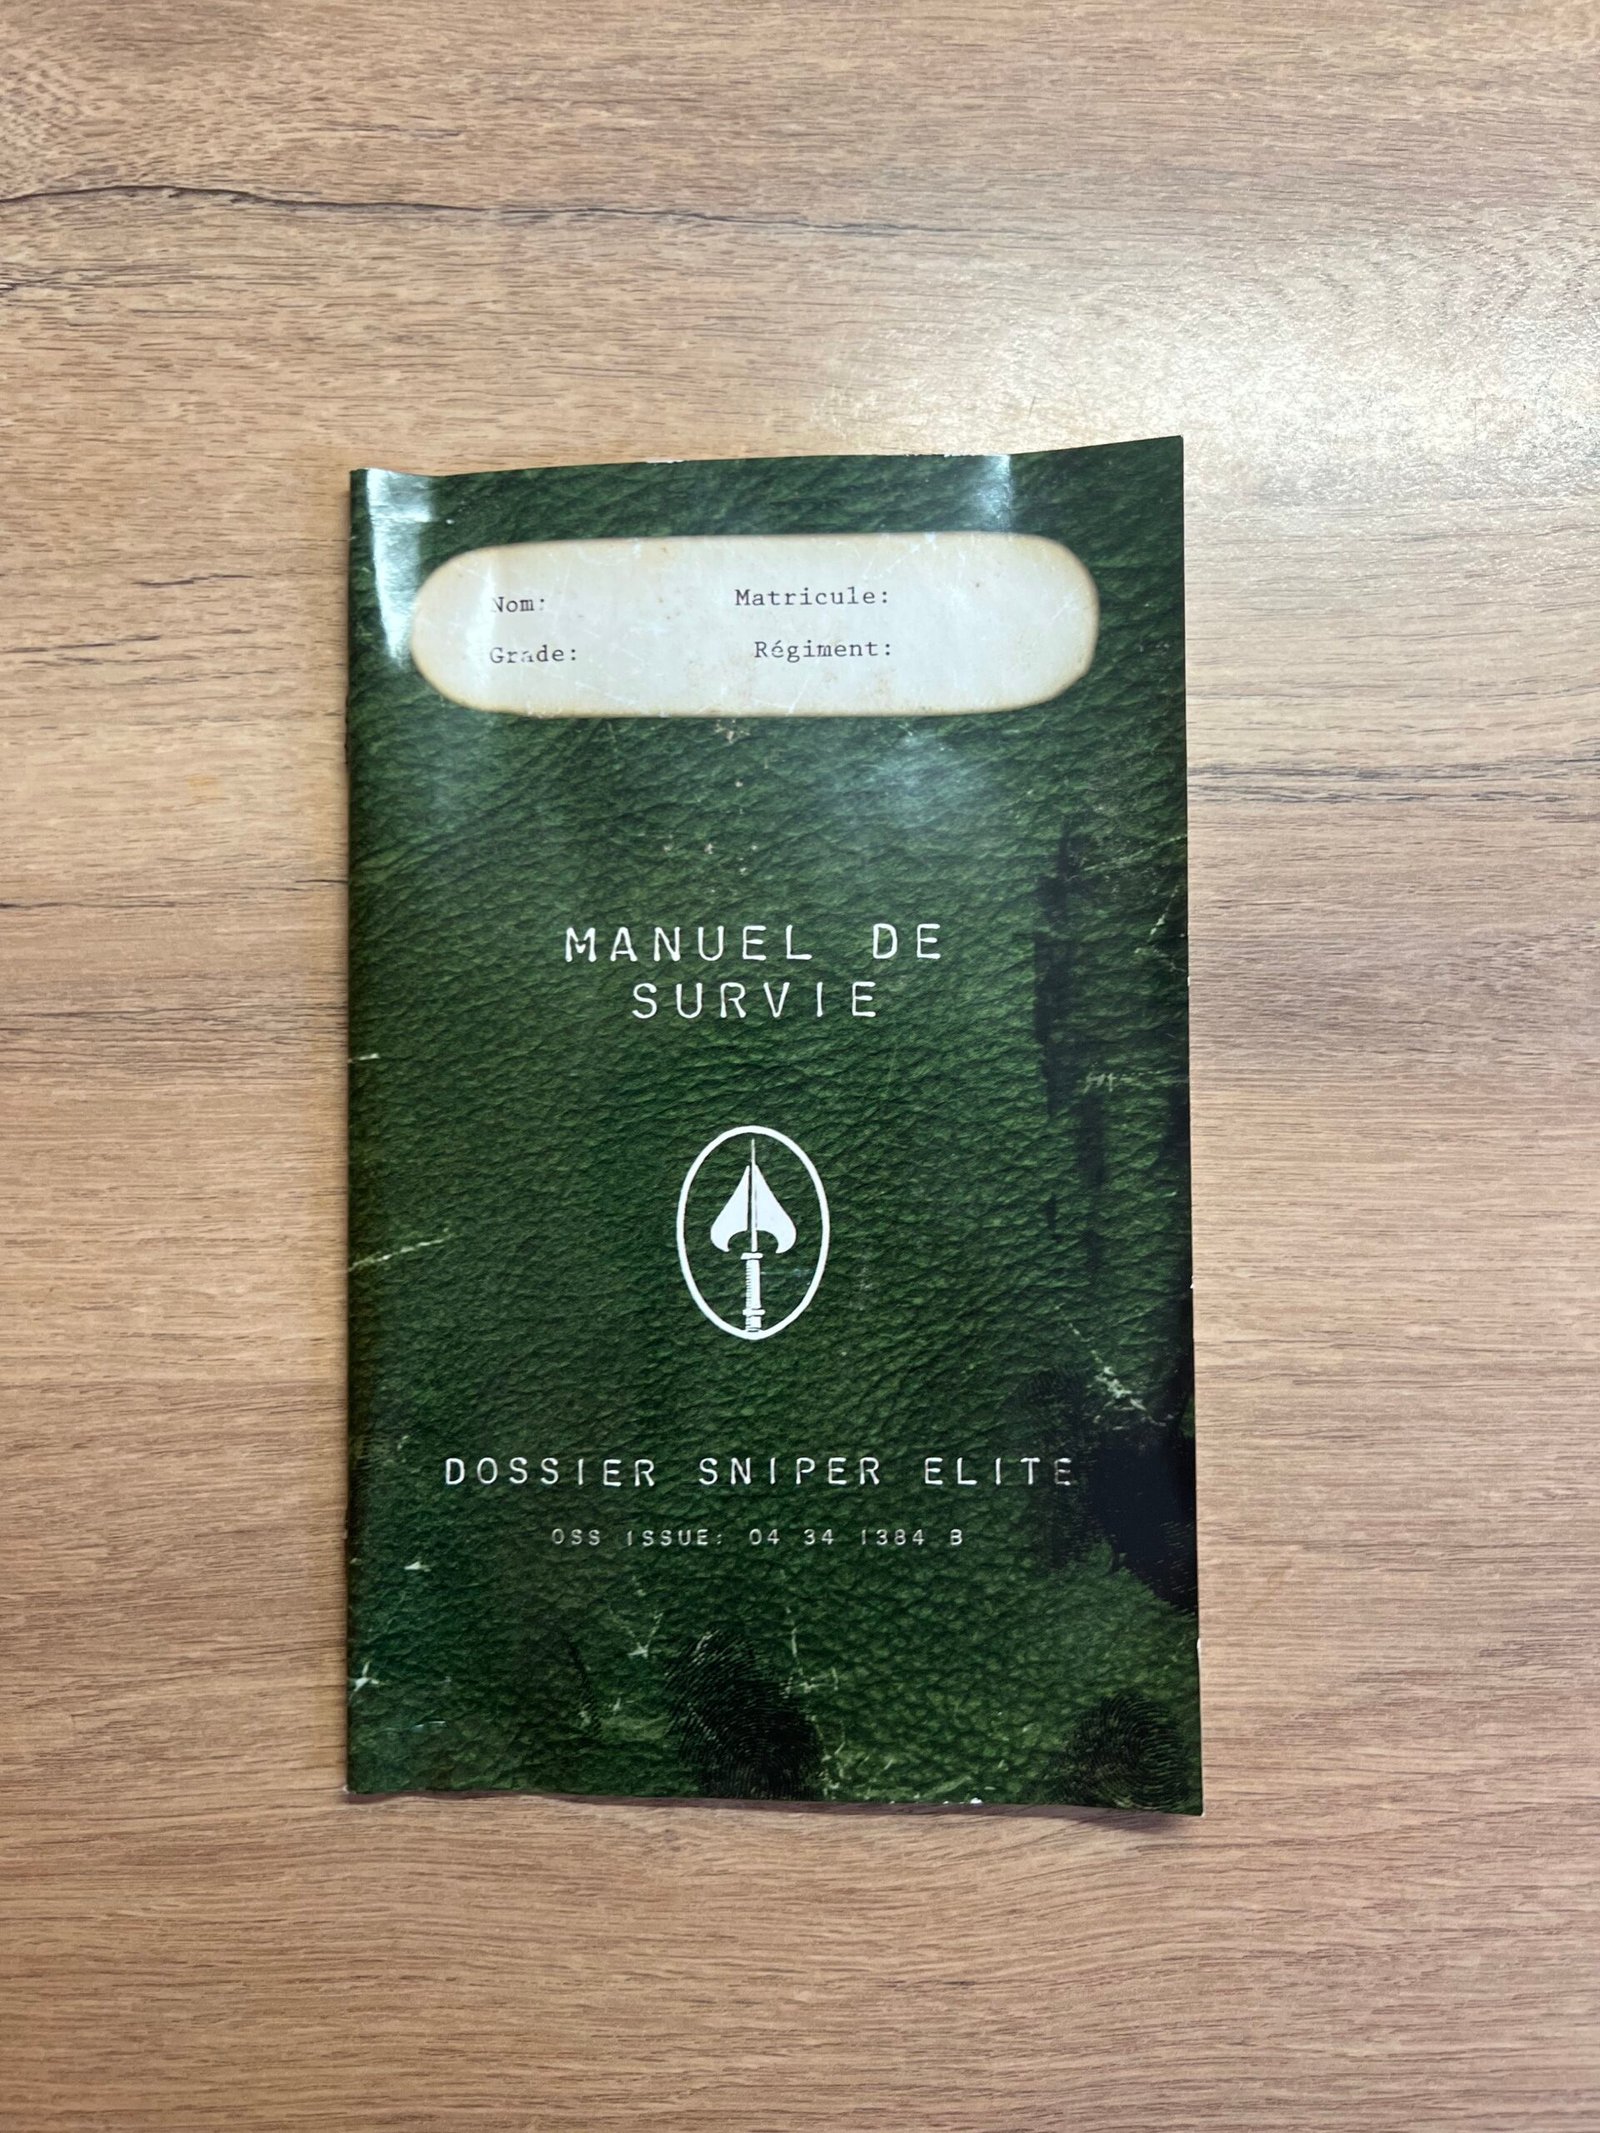 Nom: Matricule:
Grade: Régiment:
MANUEL DE
SURVIE
DOSSIER SNIPER ELITE
OSS ISSUE: 04 34 1384 B